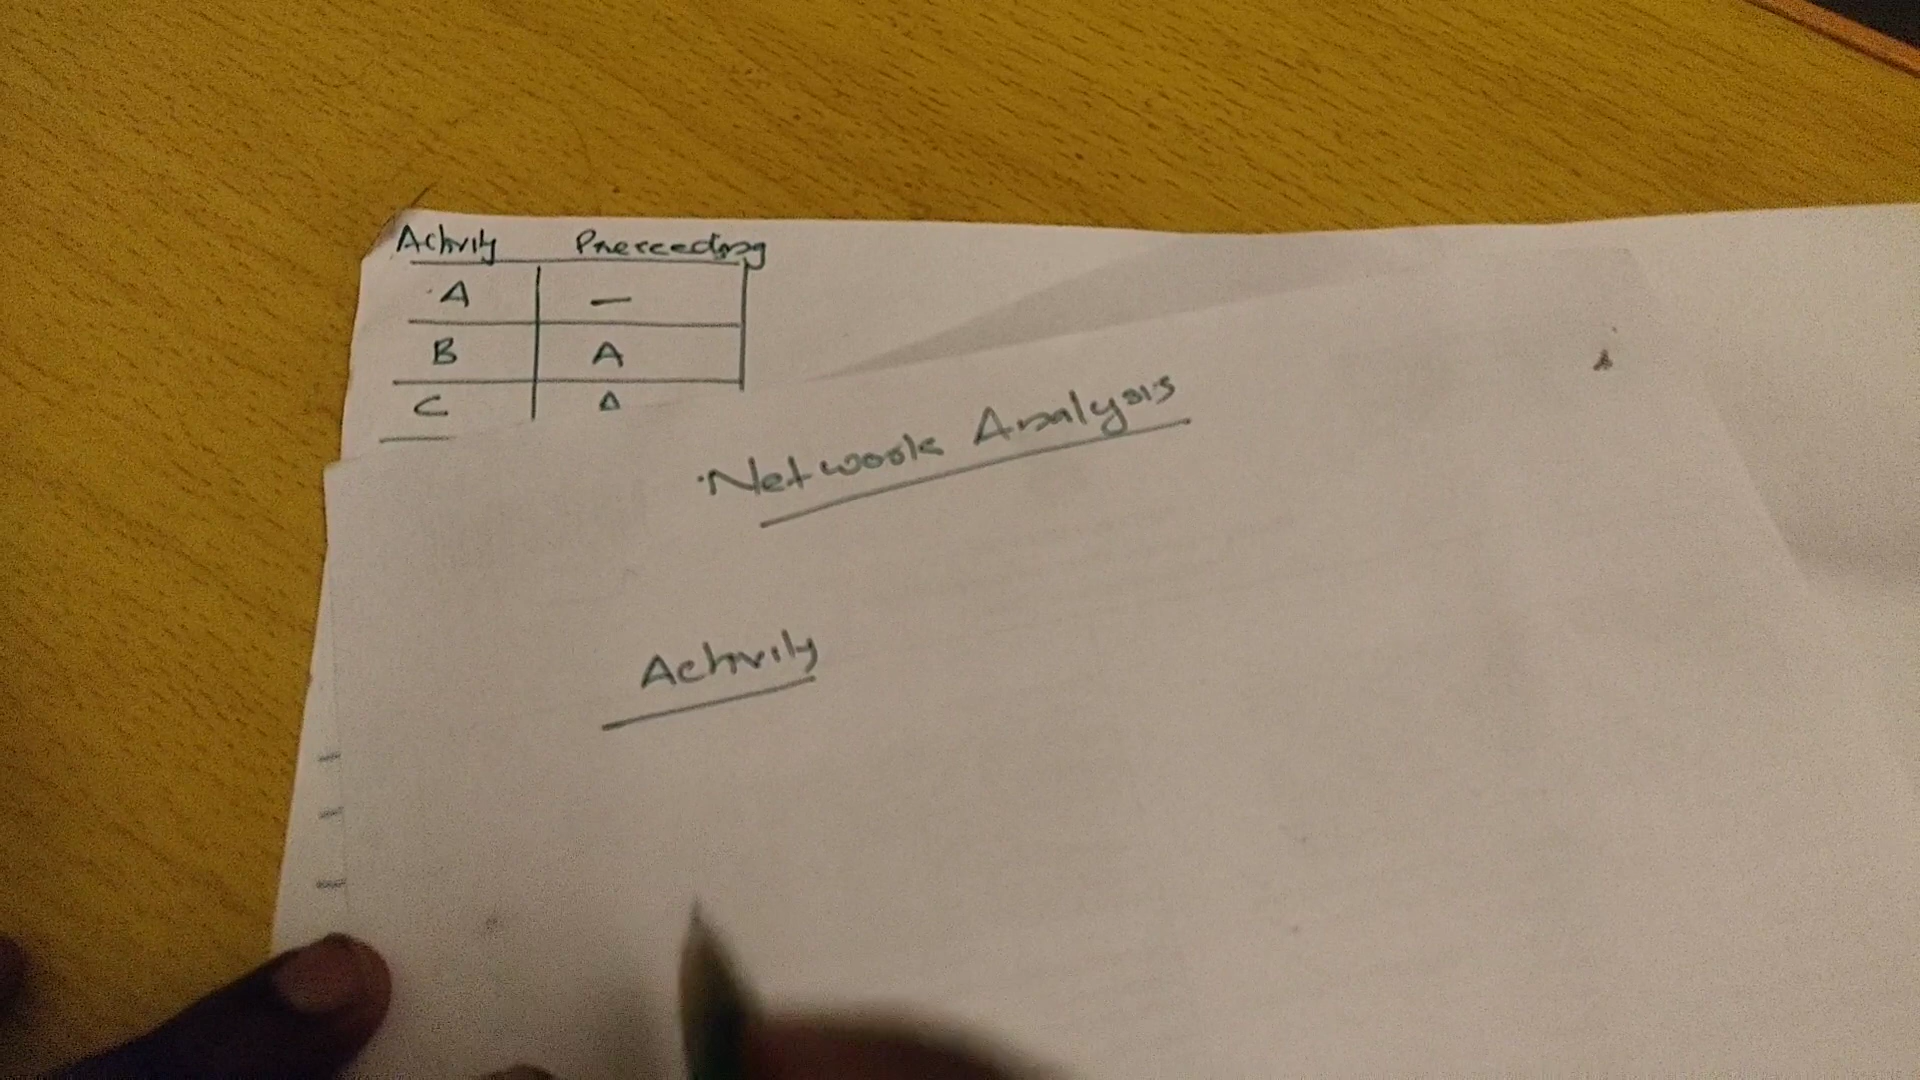 Activity Preceeding
A —
B A
C A
Network Analysis
Activity